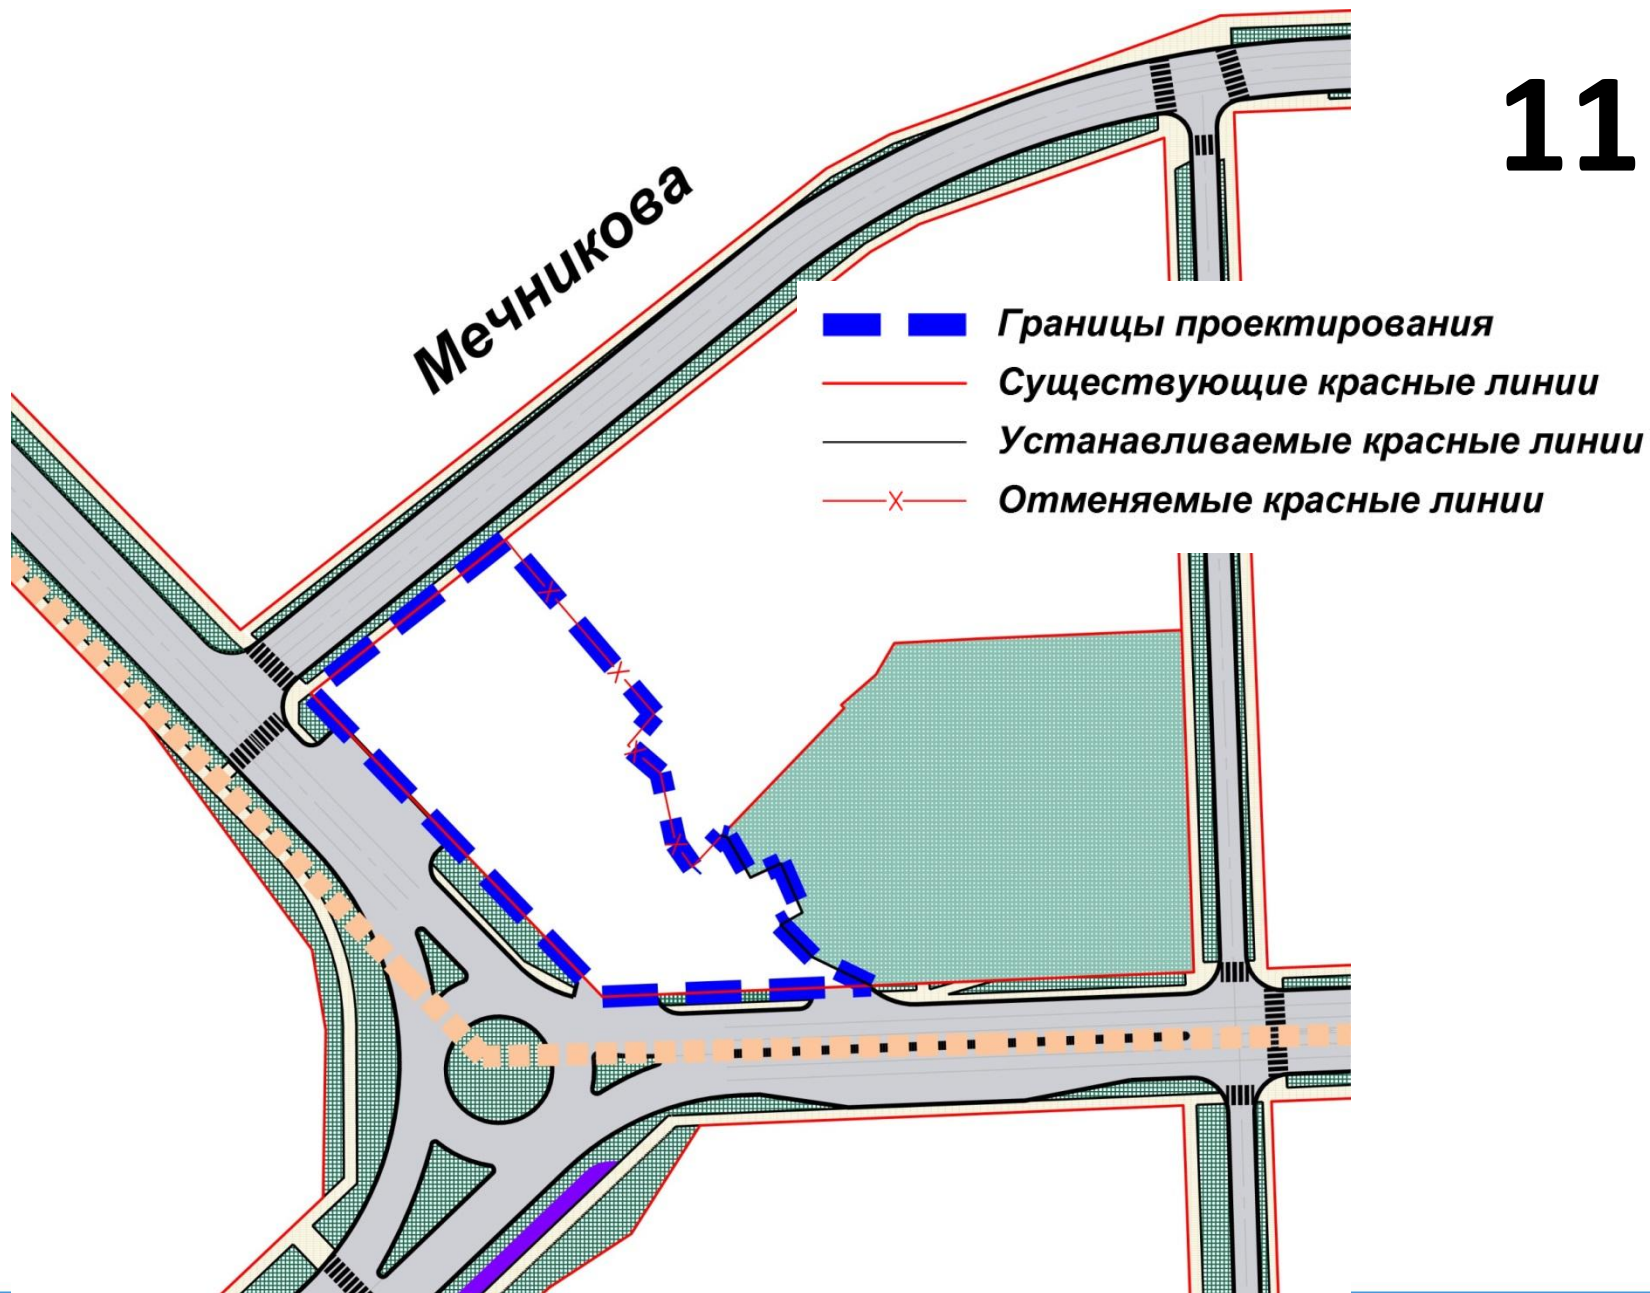 11
Мечникова
Границы проектирования
Существующие красные линии
Устанавливаемые красные линии
Отменяемые красные линии